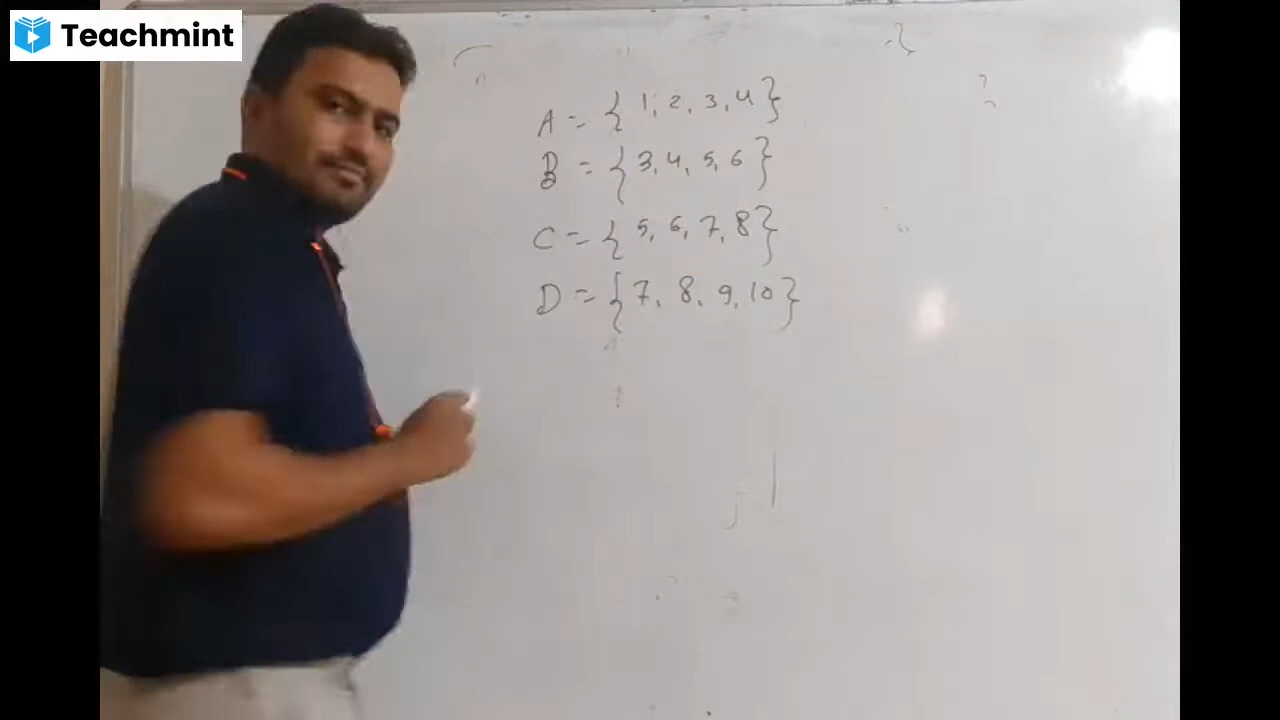 Teachmint
A = { 1, 2, 3, 4 }
B = { 3, 4, 5, 6 }
C = { 5, 6, 7, 8 }
D = { 7, 8, 9, 10 }